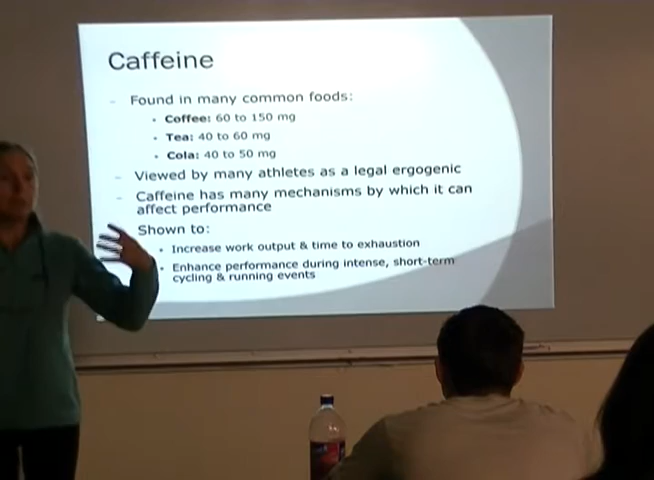 Caffeine
– Found in many common foods:
• Coffee: 60 to 150 mg
• Tea: 40 to 60 mg
• Cola: 40 to 50 mg
– Viewed by many athletes as a legal ergogenic
– Caffeine has many mechanisms by which it can
affect performance
Shown to:
• Increase work output & time to exhaustion
• Enhance performance during intense, short-term
cycling & running events